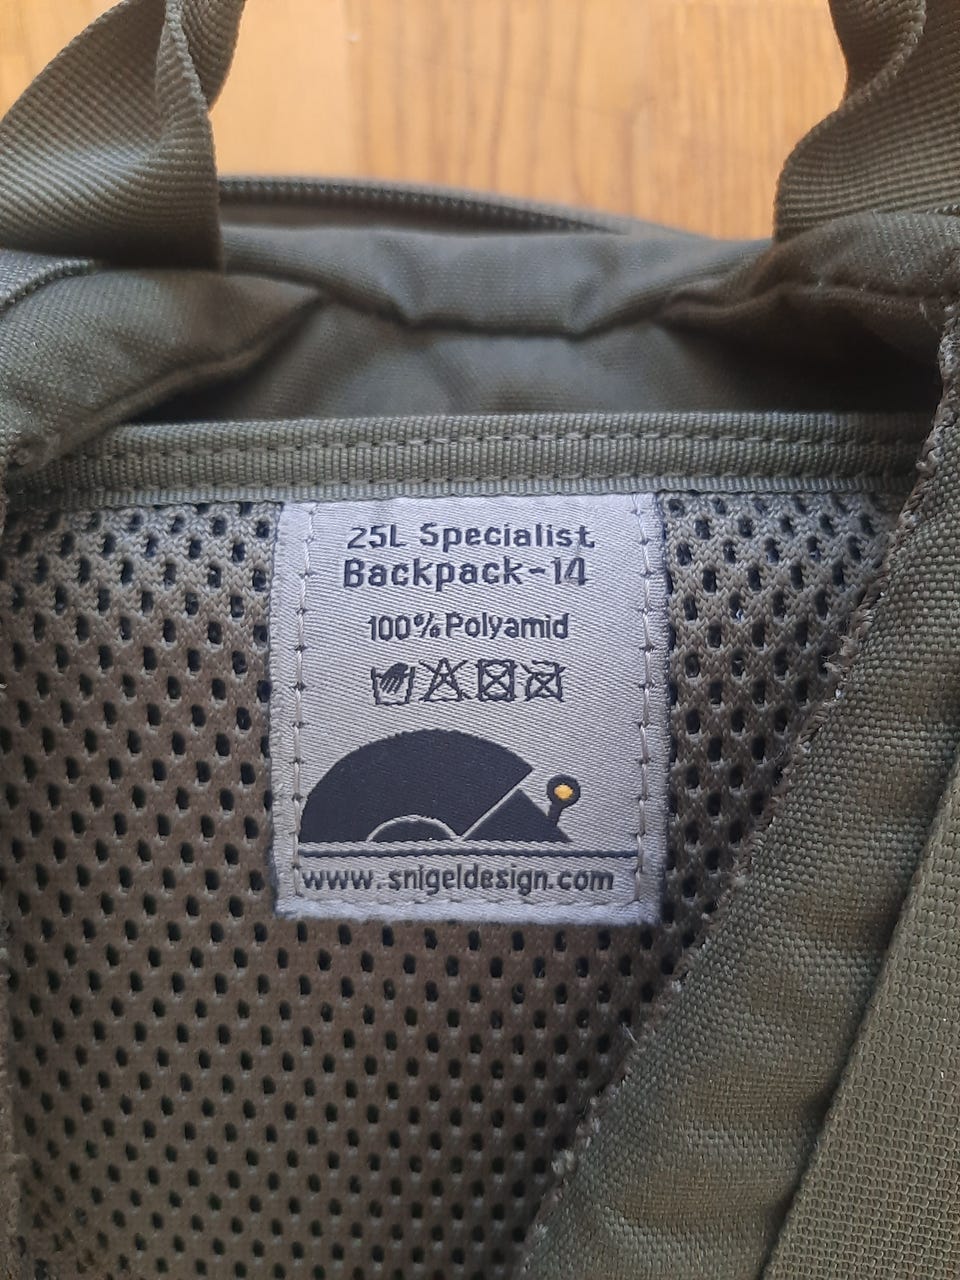 25L Specialist
Backpack-14
100% Polyamid
www.snigeldesign.com